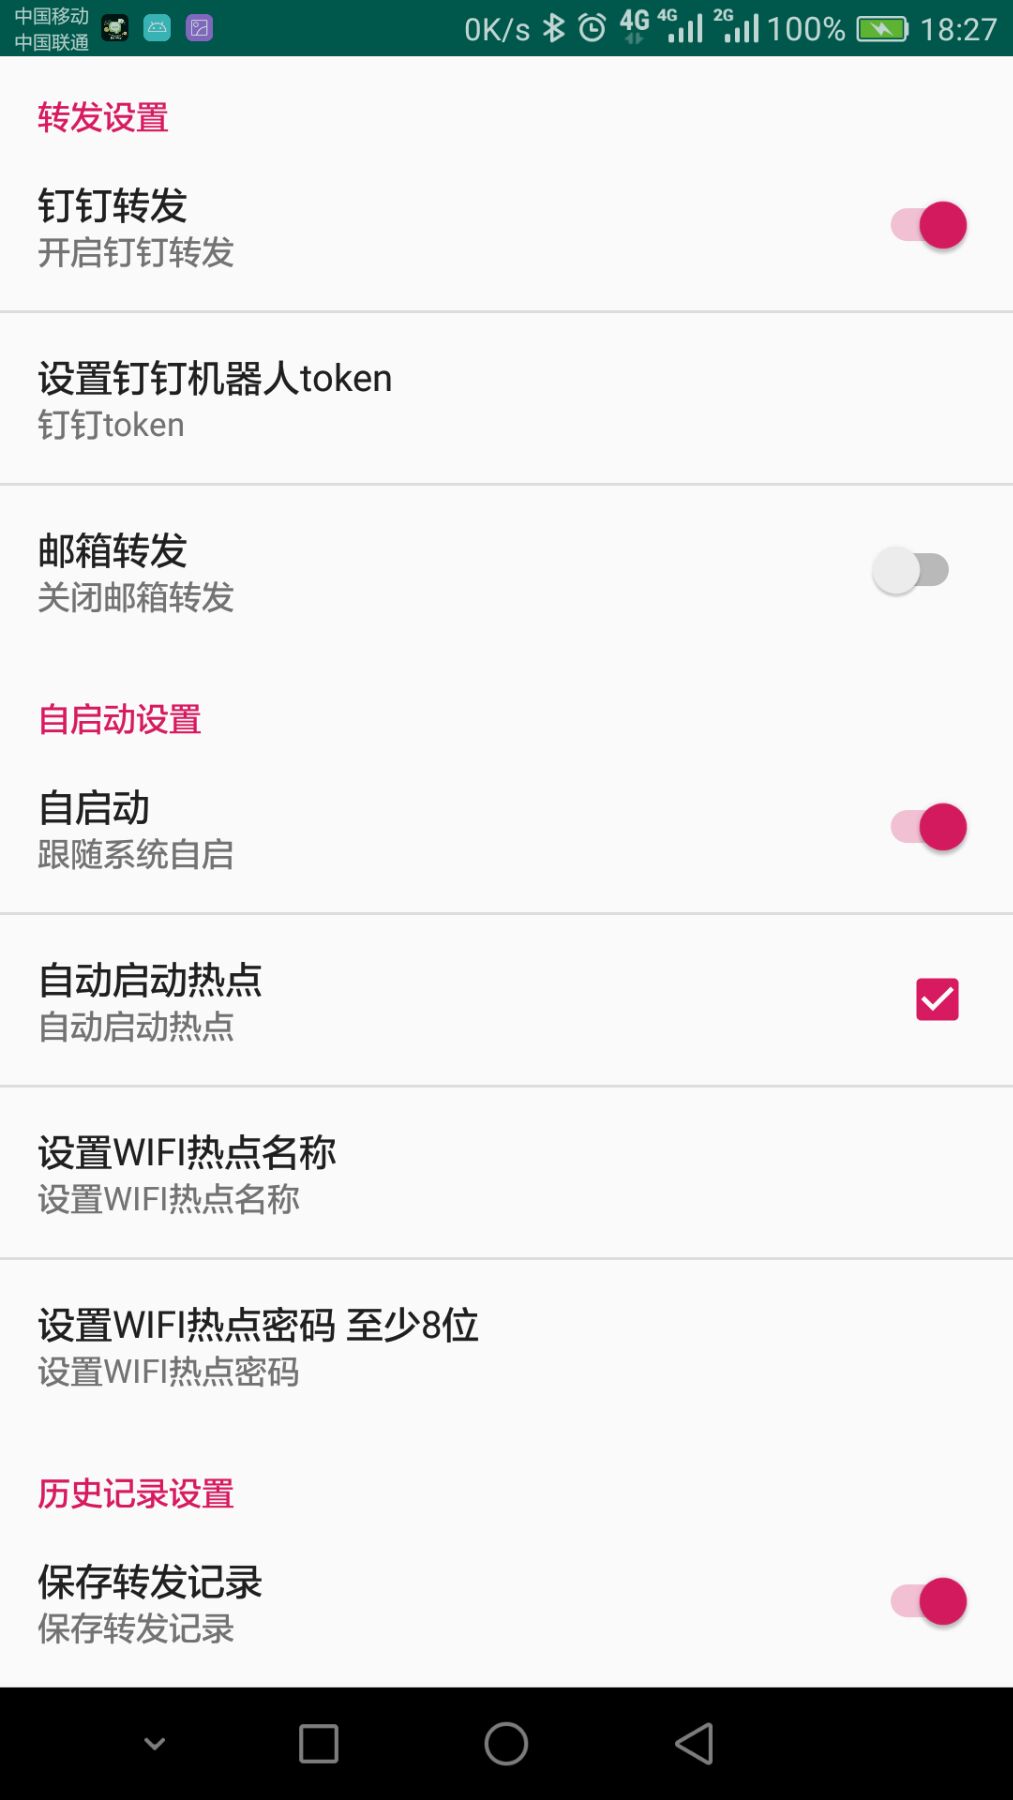 中国移动
中国联通
0K/s 4G 4G 2G 100% 18:27
转发设置
钉钉转发
开启钉钉转发
设置钉钉机器人token
钉钉token
邮箱转发
关闭邮箱转发
自启动设置
自启动
跟随系统自启
自动启动热点
自动启动热点
设置WIFI热点名称
设置WIFI热点名称
设置WIFI热点密码 至少8位
设置WIFI热点密码
历史记录设置
保存转发记录
保存转发记录